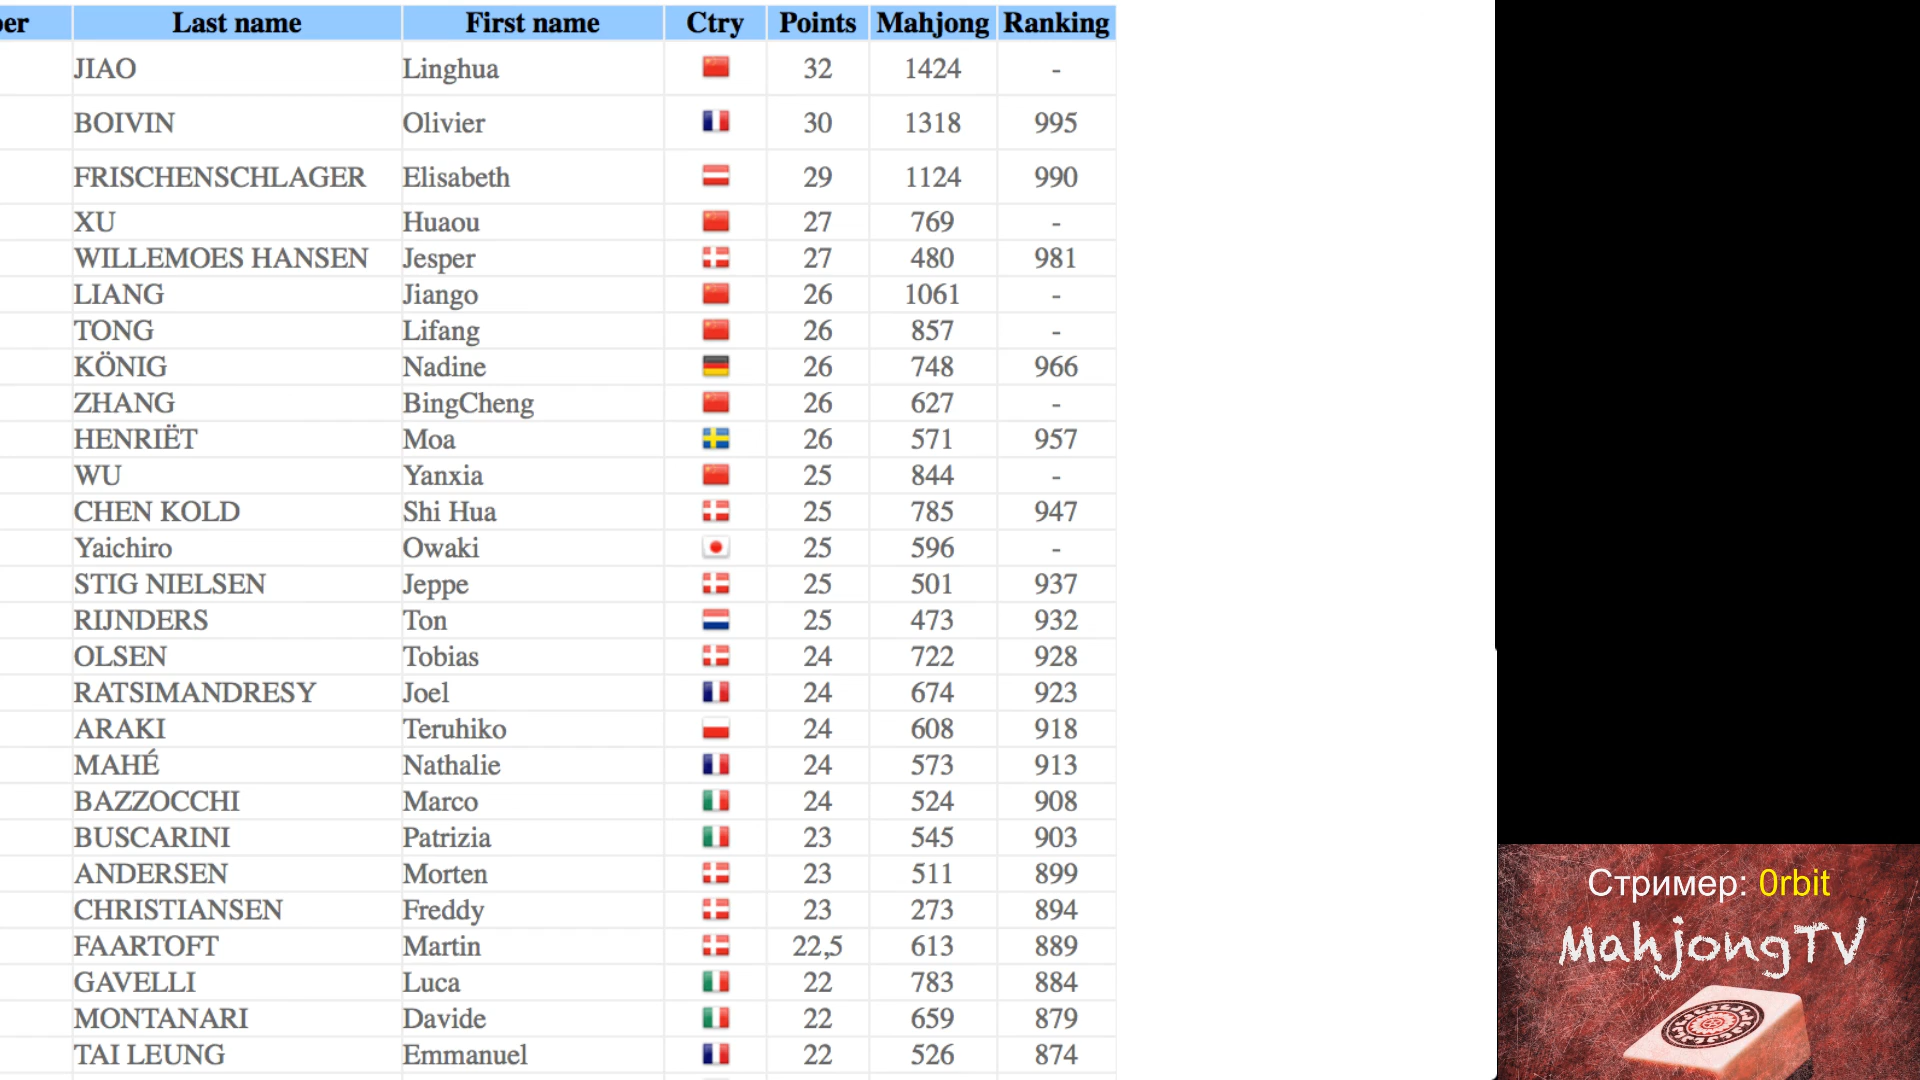 ber Last name First name Ctry Points Mahjong Ranking
JIAO Linghua 32 1424 -
BOIVIN Olivier 30 1318 995
FRISCHENSCHLAGER Elisabeth 29 1124 990
XU Huaou 27 769 -
WILLEMOES HANSEN Jesper 27 480 981
LIANG Jiango 26 1061 -
TONG Lifang 26 857 -
KÖNIG Nadine 26 748 966
ZHANG BingCheng 26 627 -
HENRIËT Moa 26 571 957
WU Yanxia 25 844 -
CHEN KOLD Shi Hua 25 785 947
Yaichiro Owaki 25 596 -
STIG NIELSEN Jeppe 25 501 937
RIJNDERS Ton 25 473 932
OLSEN Tobias 24 722 928
RATSIMANDRESY Joel 24 674 923
ARAKI Teruhiko 24 608 918
MAHÉ Nathalie 24 573 913
BAZZOCCHI Marco 24 524 908
BUSCARINI Patrizia 23 545 903
ANDERSEN Morten 23 511 899
CHRISTIANSEN Freddy 23 273 894
FAARTOFT Martin 22,5 613 889
GAVELLI Luca 22 783 884
MONTANARI Davide 22 659 879
TAI LEUNG Emmanuel 22 526 874
Стример: 0rbit
MahjongTV